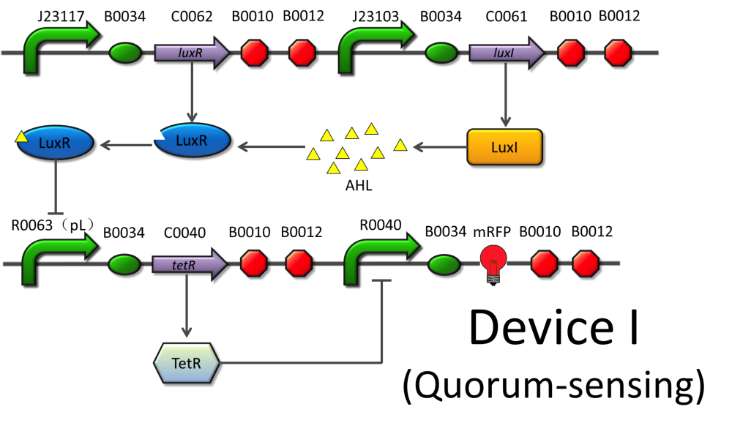 J23117 B0034 C0062 B0010 B0012 J23103 B0034 C0061 B0010 B0012
luxR luxI
LuxR LuxR LuxI
AHL
R0063（pL） B0034 C0040 B0010 B0012 R0040 B0034 mRFP B0010 B0012
tetR
Device I
TetR
(Quorum-sensing)